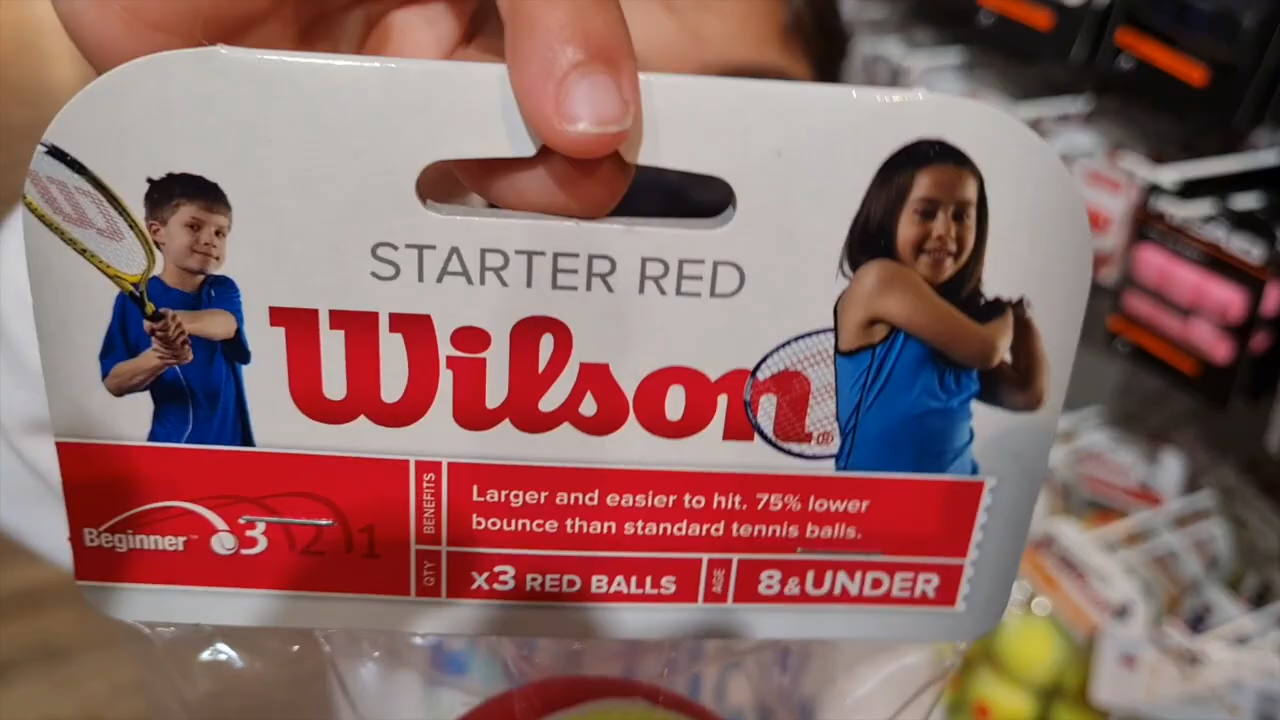 STARTER RED
Wilson®
Beginner™ 3 2 1
BENEFITS
Larger and easier to hit. 75% lower
bounce than standard tennis balls.
QTY
x3 RED BALLS
AGE
8&UNDER